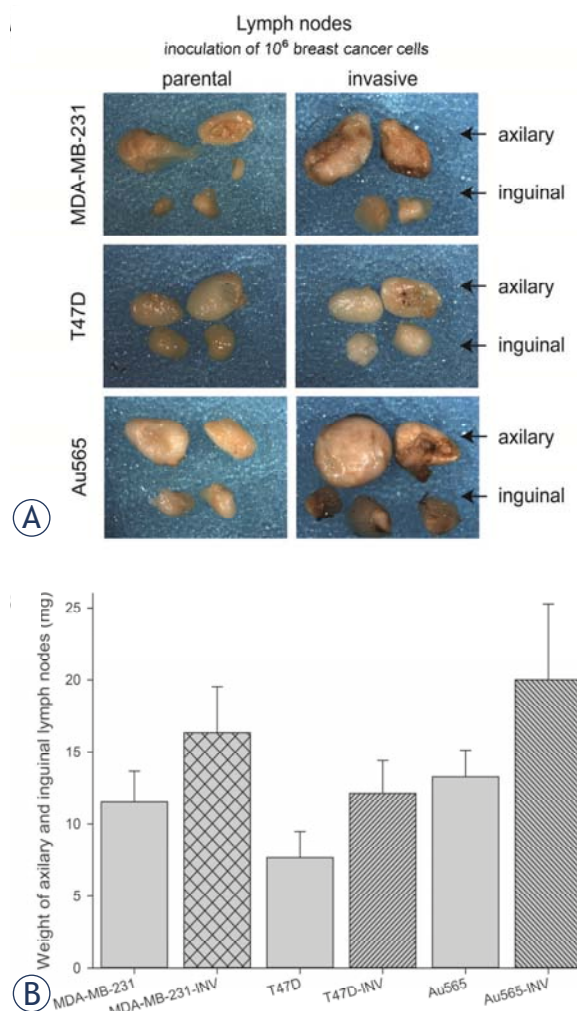 Lymph nodes
inoculation of 10⁶ breast cancer cells
parental invasive
MDA-MB-231
axilary
inguinal
T47D
axilary
inguinal
Au565
axilary
inguinal
A
Weight of axilary and inguinal lymph nodes (mg)
25
20
15
10
5
0
MDA-MB-231
MDA-MB-231-INV
T47D
T47D-INV
Au565
Au565-INV
B